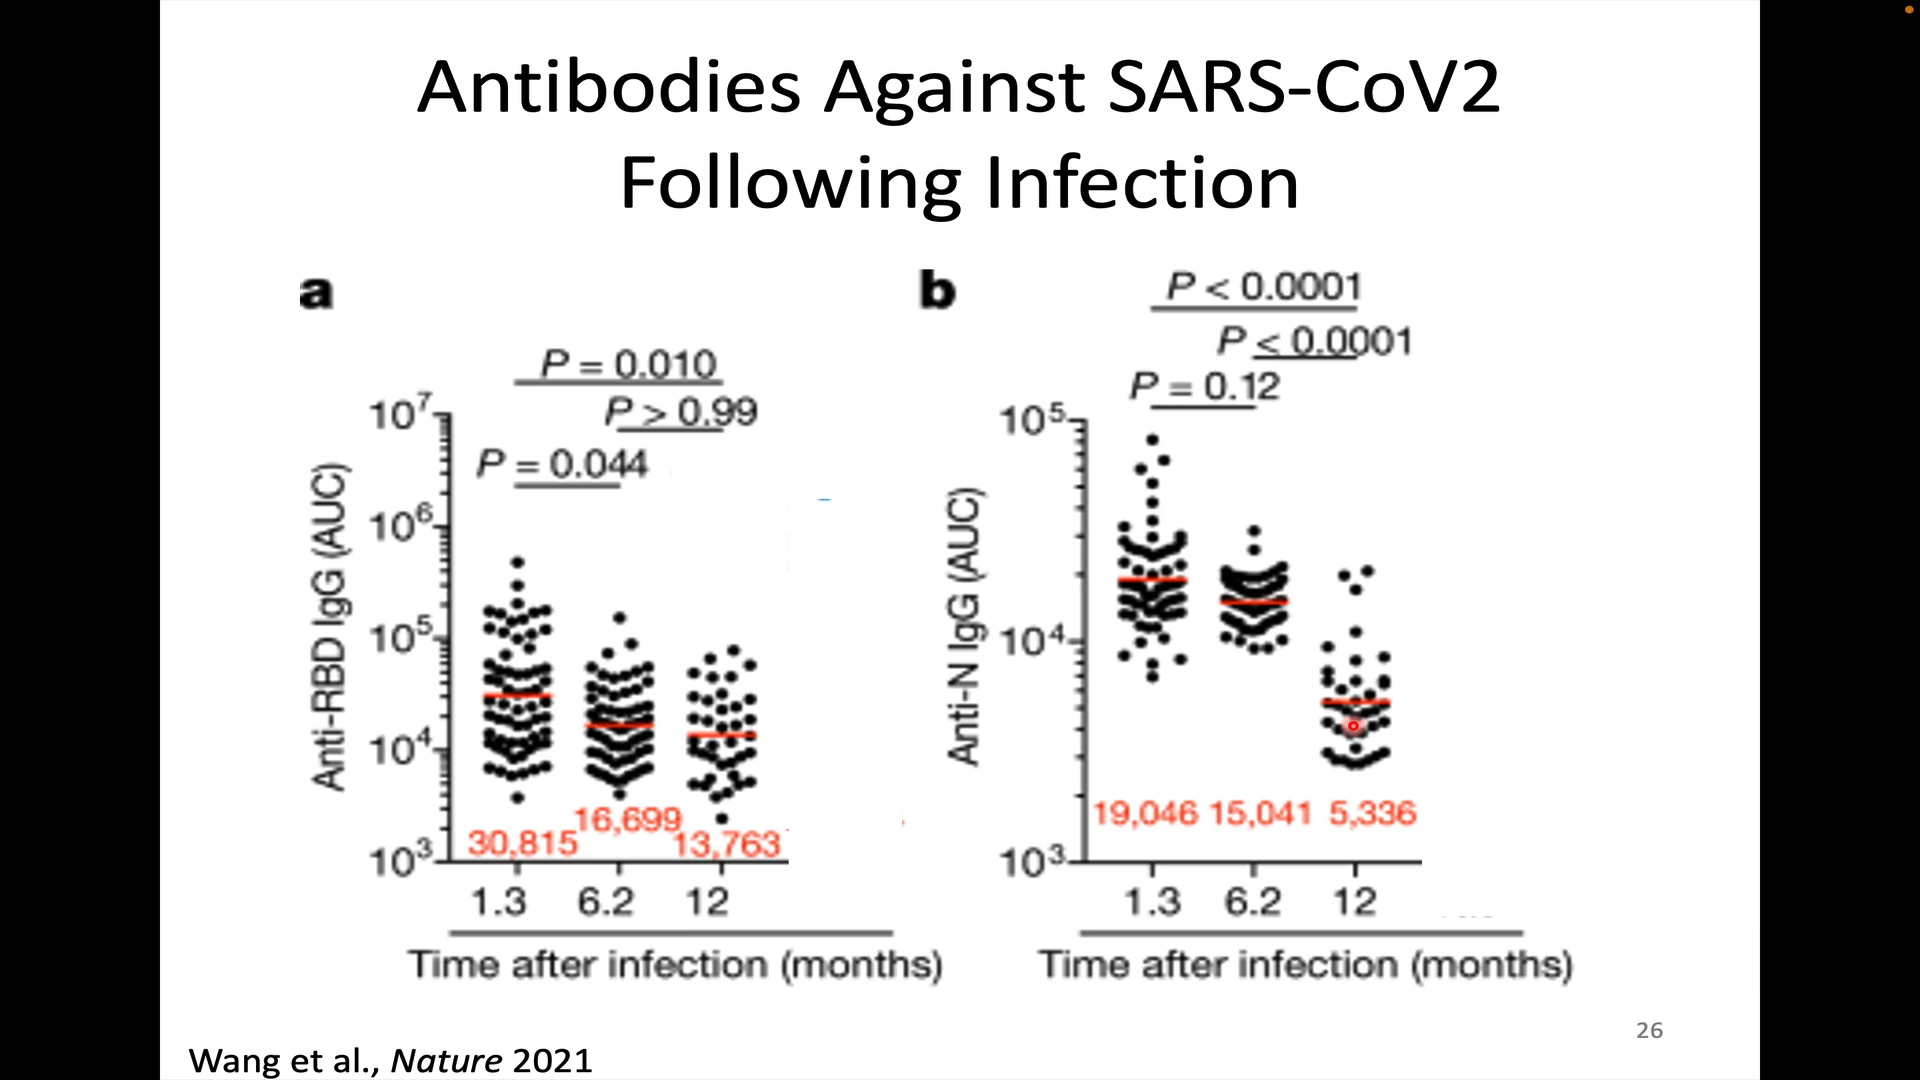 Antibodies Against SARS-CoV2
Following Infection
a
P = 0.010
P > 0.99
P = 0.044
Anti-RBD IgG (AUC)
10⁷
10⁶
10⁵
10⁴
10³
30,815
16,699
13,763
1.3 6.2 12
Time after infection (months)
b
P < 0.0001
P < 0.0001
P = 0.12
Anti-N IgG (AUC)
10⁵
10⁴
10³
19,046 15,041 5,336
1.3 6.2 12
Time after infection (months)
26
Wang et al., Nature 2021